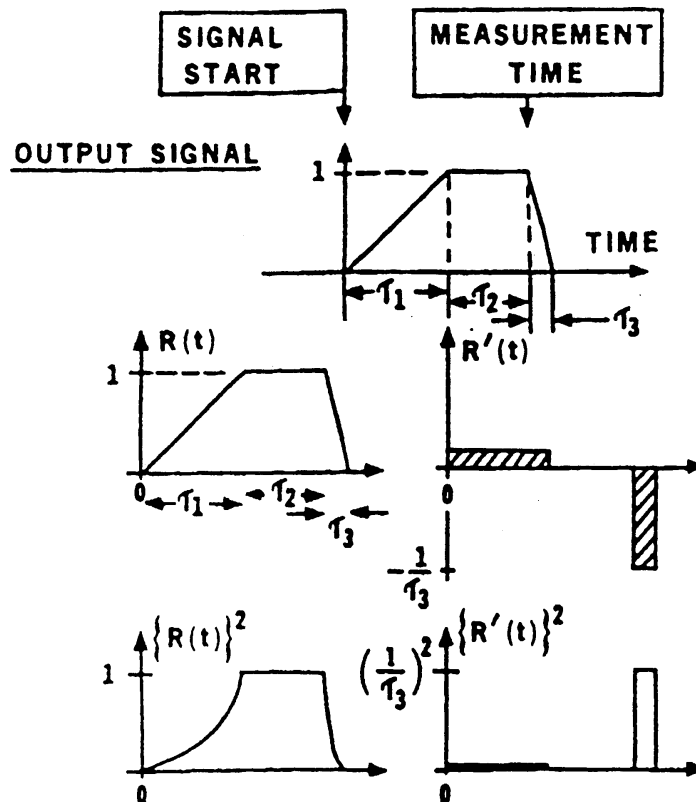 SIGNAL START
MEASUREMENT TIME
OUTPUT SIGNAL
1
TIME
τ1
τ2
τ3
R(t)
1
0
τ1
τ2
τ3
R'(t)
0
-1/τ3
{R(t)}²
1
0
{R'(t)}²
(1/τ3)²
0